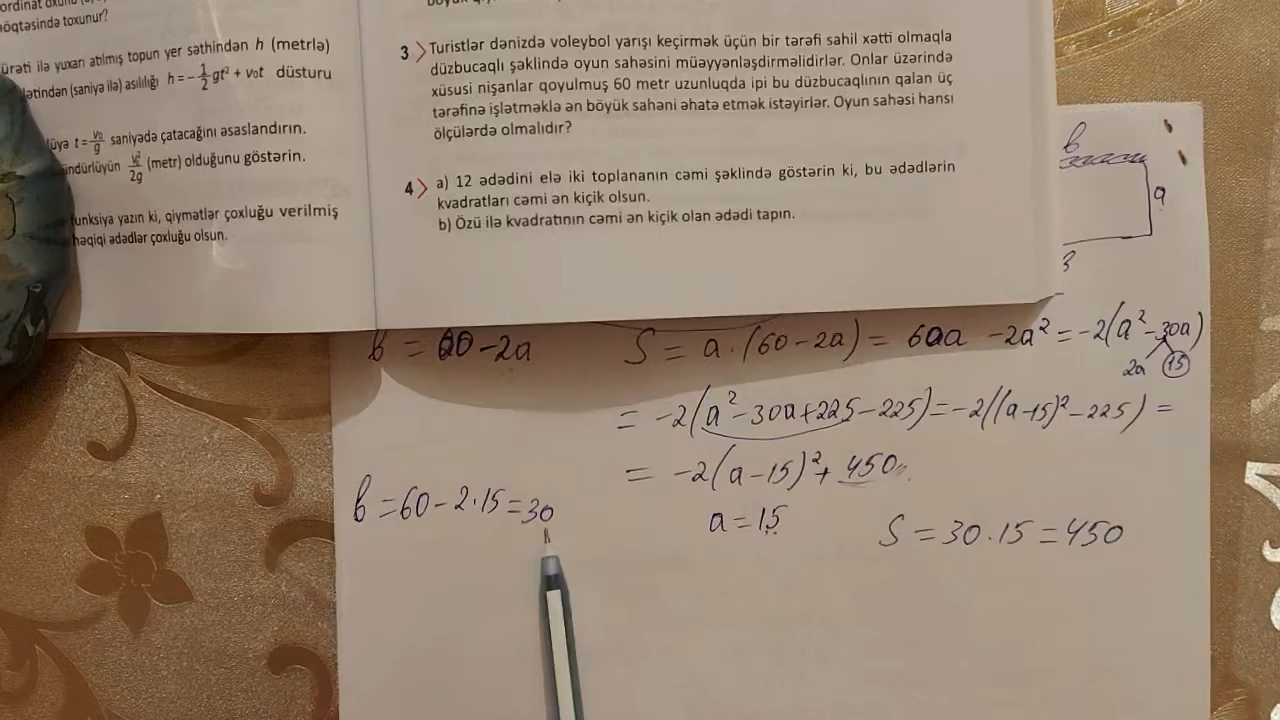 nöqtəsində toxunur?
ürəti ilə yuxarı atılmış topun yer səthindən h (metrlə)
lətindən (saniyə ilə) asılılığı h = −1/2 gt² + v₀t düsturu
lüyə t = v₀/g saniyədə çatacağını əsaslandırın.
ündürlüyün v₀²/2g (metr) olduğunu göstərin.
funksiya yazın ki, qiymətlər çoxluğu verilmiş
həqiqi ədədlər çoxluğu olsun.
3 Turistlər dənizdə voleybol yarışı keçirmək üçün bir tərəfi sahil xətti olmaqla
düzbucaqlı şəklində oyun sahəsini müəyyənləşdirməlidirlər. Onlar üzərində
xüsusi nişanlar qoyulmuş 60 metr uzunluqda ipi bu düzbucaqlının qalan üç
tərəfinə işlətməklə ən böyük sahəni əhatə etmək istəyirlər. Oyun sahəsi hansı
ölçülərdə olmalıdır?
4 a) 12 ədədini elə iki toplananın cəmi şəklində göstərin ki, bu ədədlərin
kvadratları cəmi ən kiçik olsun.
b) Özü ilə kvadratının cəmi ən kiçik olan ədədi tapın.
b
a
b = 60 − 2a
S = a·(60 − 2a) = 60a − 2a² = −2(a² − 30a)
2a 15
= −2(a² − 30a + 225 − 225) = −2((a−15)² − 225) =
= −2(a − 15)² + 450
b = 60 − 2·15 = 30
a = 15
S = 30·15 = 450